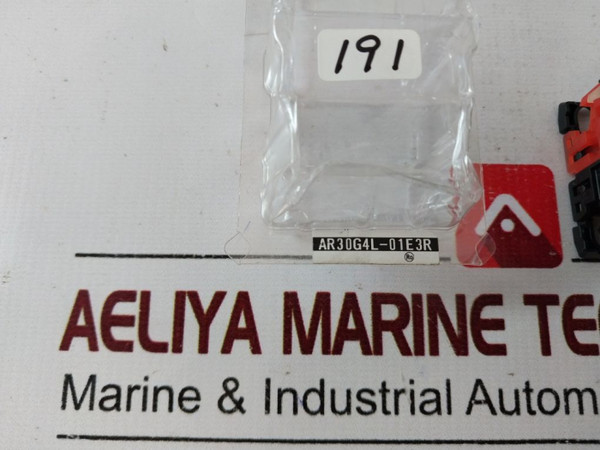 191
AR30G4L-01E3R
AELIYA MARINE TE
Marine & Industrial Autom